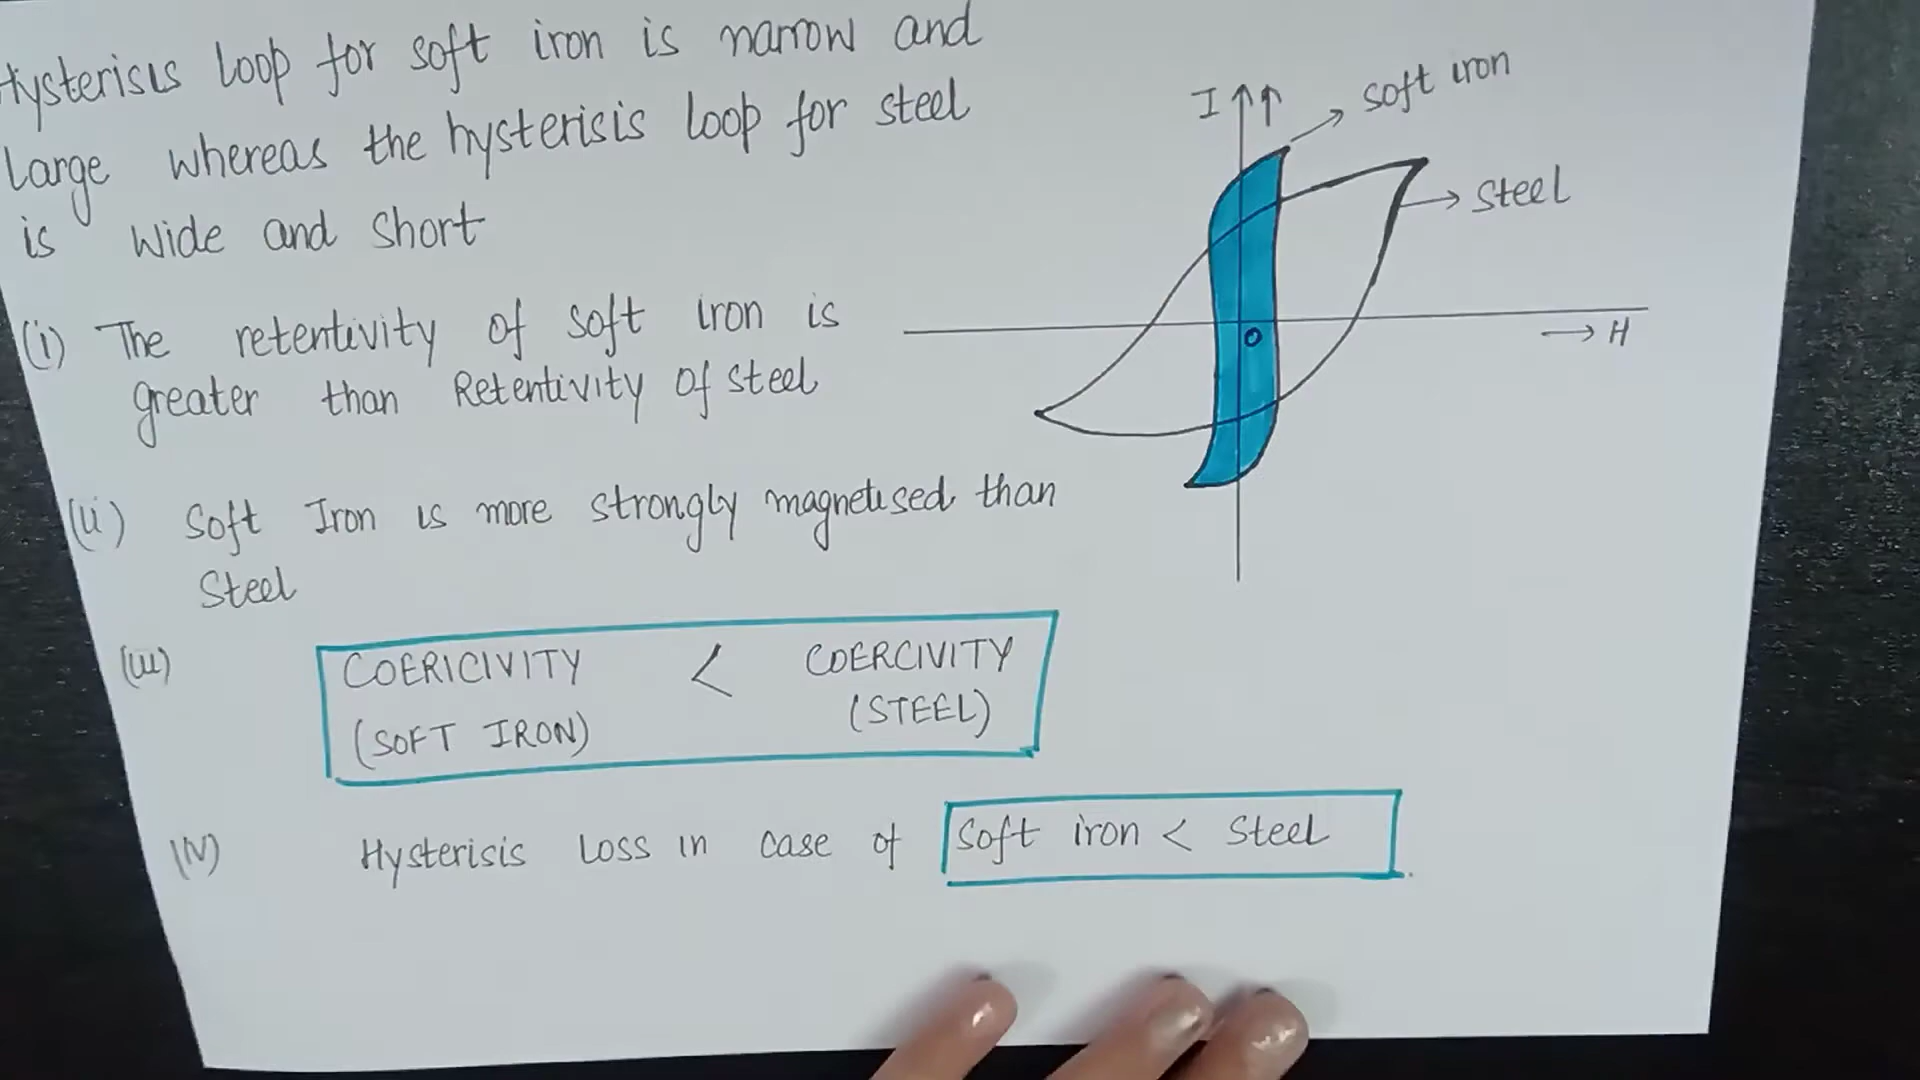 Hysterisis loop for soft iron is narrow and
large whereas the hysterisis loop for steel
is wide and short
(i) The retentivity of soft iron is
greater than Retentivity of steel
(ii) Soft Iron is more strongly magnetised than
Steel
(iii) COERICIVITY < COERCIVITY
(SOFT IRON) (STEEL)
(IV) Hysterisis Loss in case of Soft iron < Steel
I ↑↑
→ soft iron
→ Steel
O
→ H